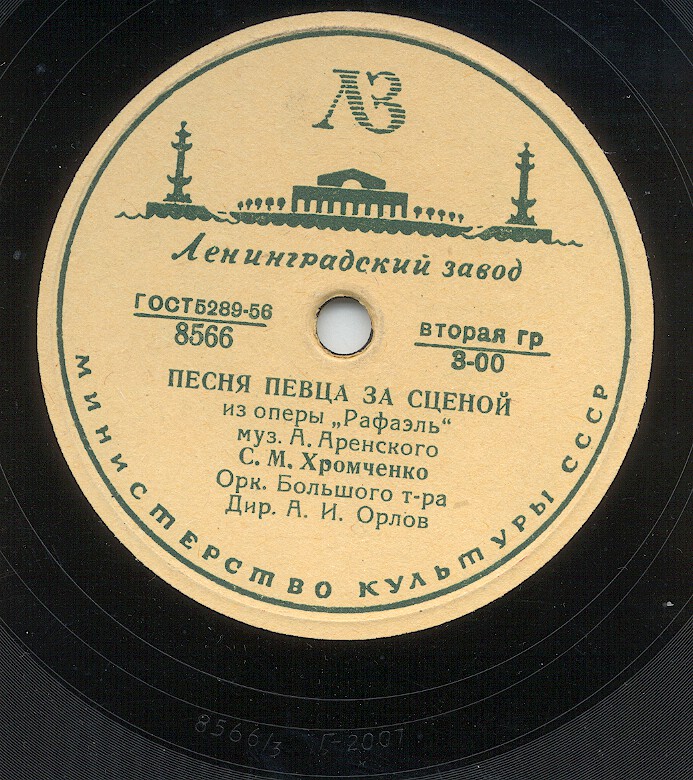 ЛЗ
Ленинградский завод
ГОСТ5289-56
8566
вторая гр
3-00
ПЕСНЯ ПЕВЦА ЗА СЦЕНОЙ
из оперы „Рафаэль“
муз. А. Аренского
С. М. Хромченко
Орк. Большого т-ра
Дир. А. И. Орлов
МИНИСТЕРСТВО КУЛЬТУРЫ СССР
8566/3 Г-2007